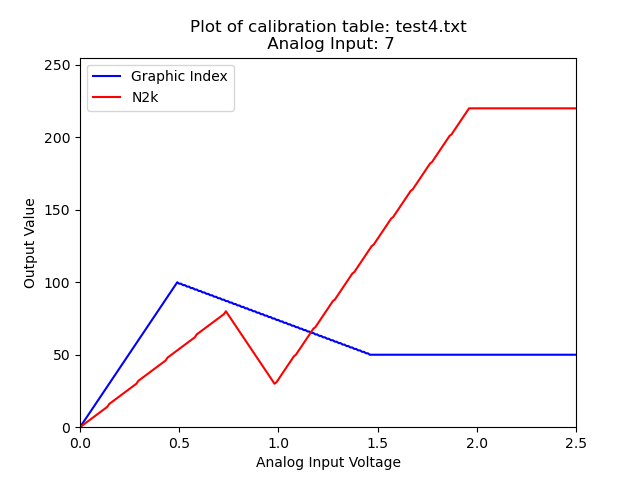 Plot of calibration table: test4.txt
Analog Input: 7
Graphic Index
N2k
Output Value
250
200
150
100
50
0
0.0 0.5 1.0 1.5 2.0 2.5
Analog Input Voltage